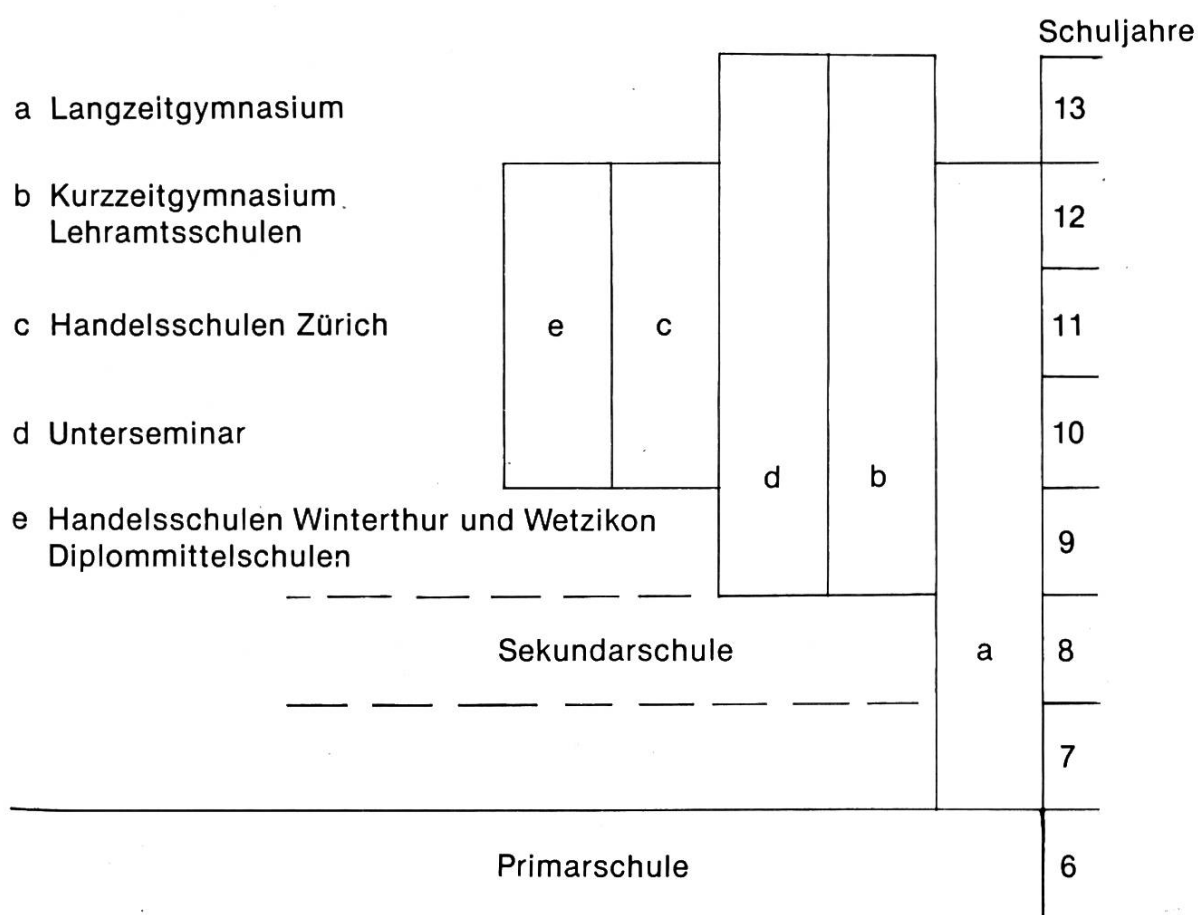 Schuljahre
a Langzeitgymnasium
13
b Kurzzeitgymnasium
Lehramtsschulen
12
c Handelsschulen Zürich
e
c
11
d Unterseminar
10
d
b
e Handelsschulen Winterthur und Wetzikon
Diplommittelschulen
9
Sekundarschule
a
8
7
Primarschule
6